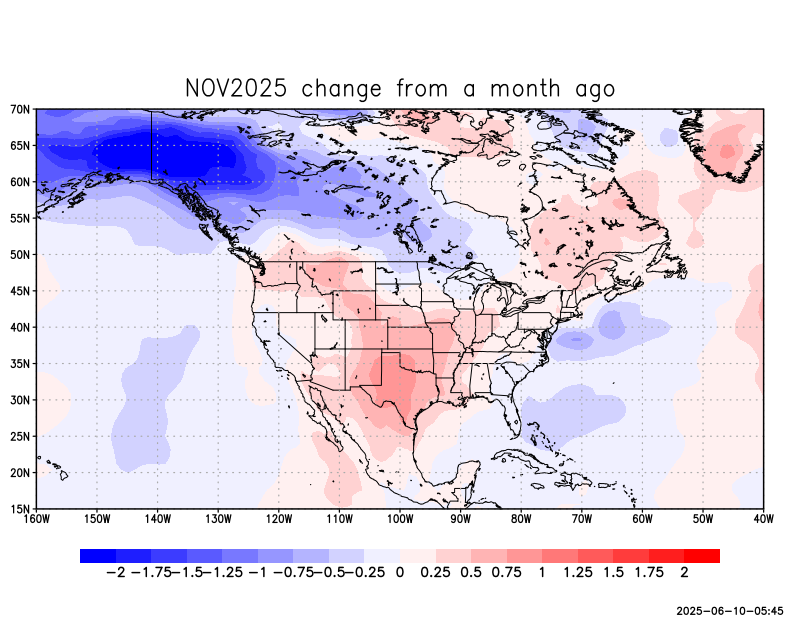 NOV2025 change from a month ago
70N
65N
60N
55N
50N
45N
40N
35N
30N
25N
20N
15N
160W 150W 140W 130W 120W 110W 100W 90W 80W 70W 60W 50W 40W
−2 −1.75 −1.5 −1.25 −1 −0.75 −0.5 −0.25 0 0.25 0.5 0.75 1 1.25 1.5 1.75 2
2025-06-10-05:45